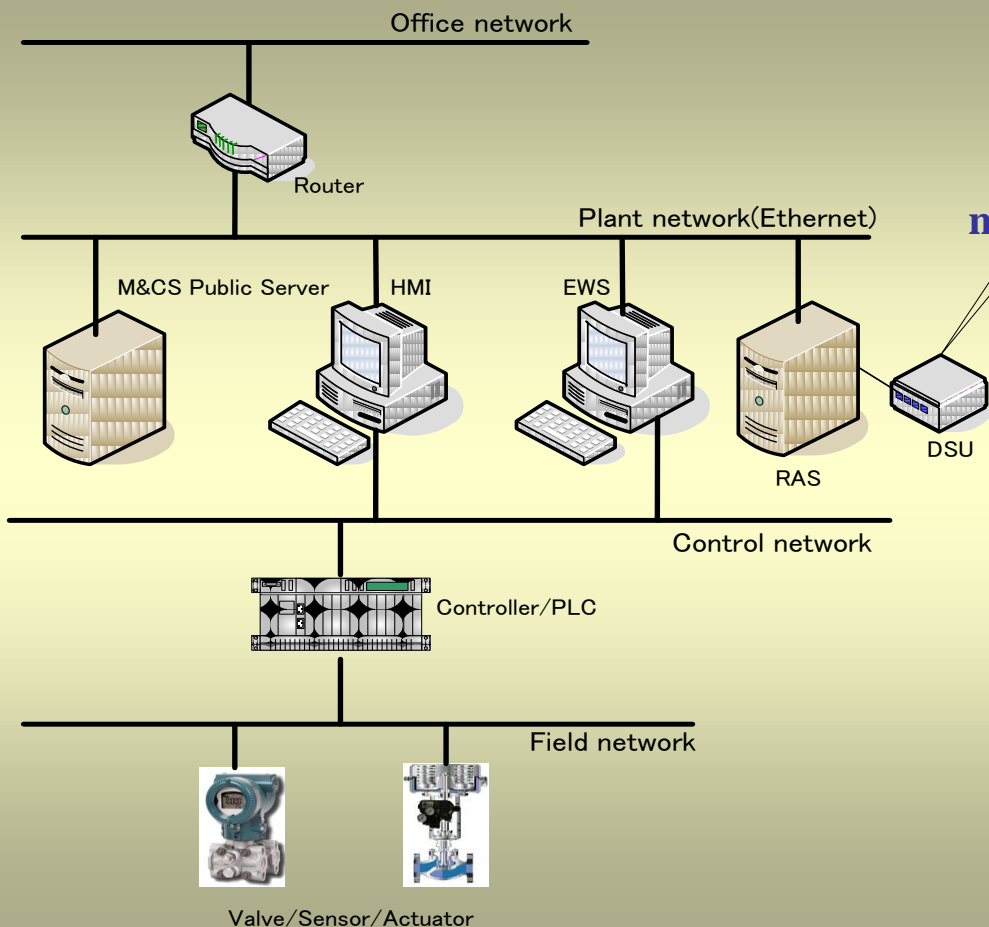 Office network
Router
Plant network(Ethernet)
M&CS Public Server
HMI
EWS
DSU
RAS
Control network
Controller/PLC
Field network
Valve/Sensor/Actuator